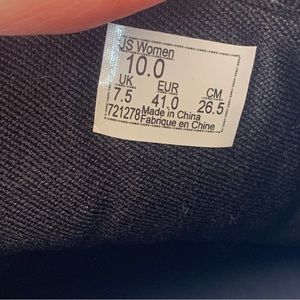 US Women
10.0
UK EUR CM
7.5 41.0 26.5
721278 Made in China
Fabrique en Chine